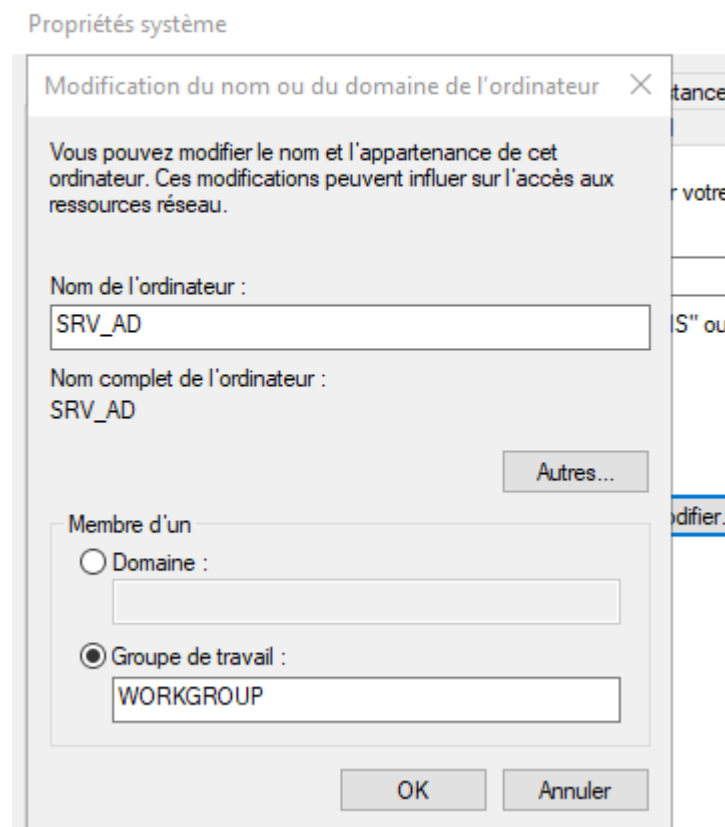 Propriétés système
Modification du nom ou du domaine de l'ordinateur
Vous pouvez modifier le nom et l'appartenance de cet
ordinateur. Ces modifications peuvent influer sur l'accès aux
ressources réseau.
r votre
Nom de l'ordinateur :
SRV_AD
S" ou
Nom complet de l'ordinateur :
SRV_AD
Autres...
Membre d'un
Domaine :
Groupe de travail :
WORKGROUP
OK
Annuler